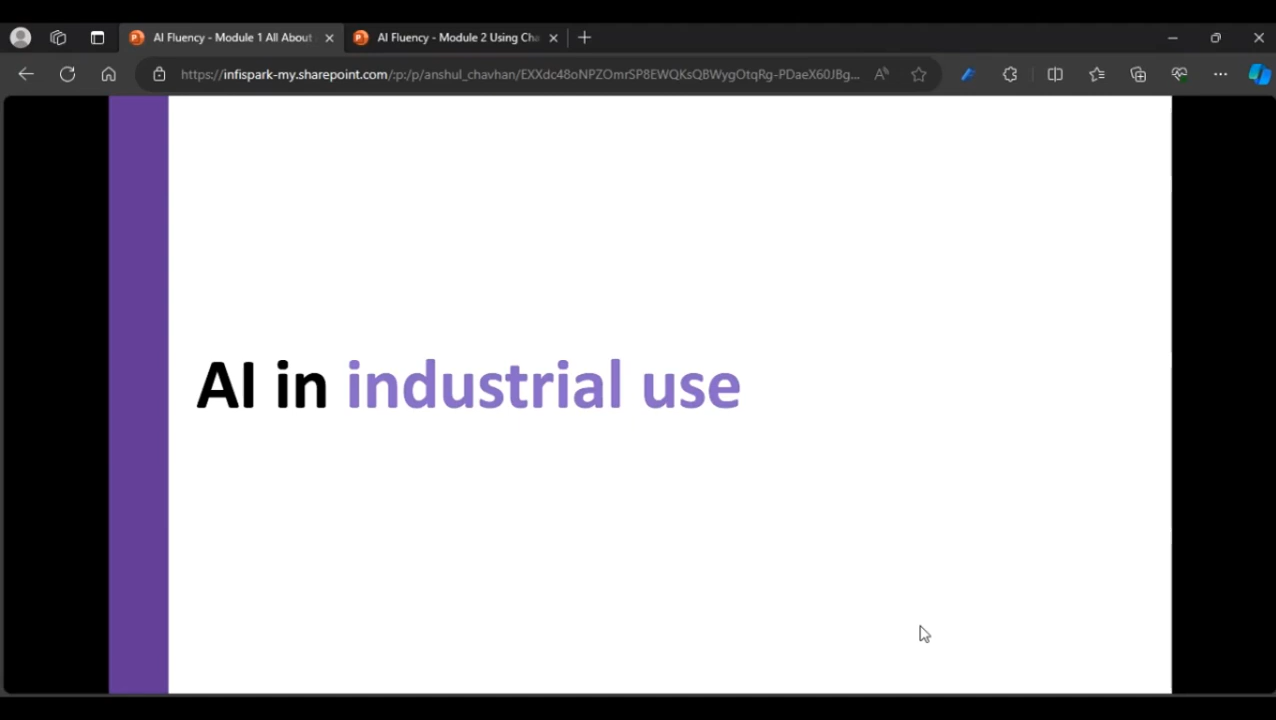 AI Fluency - Module 1 All About
AI Fluency - Module 2 Using Cha
https://infispark-my.sharepoint.com/:p:/p/anshul_chavhan/EXXdc48oNPZOmrSP8EWQKsQBWygOtqRg-PDaeX60JBg...
AI in industrial use